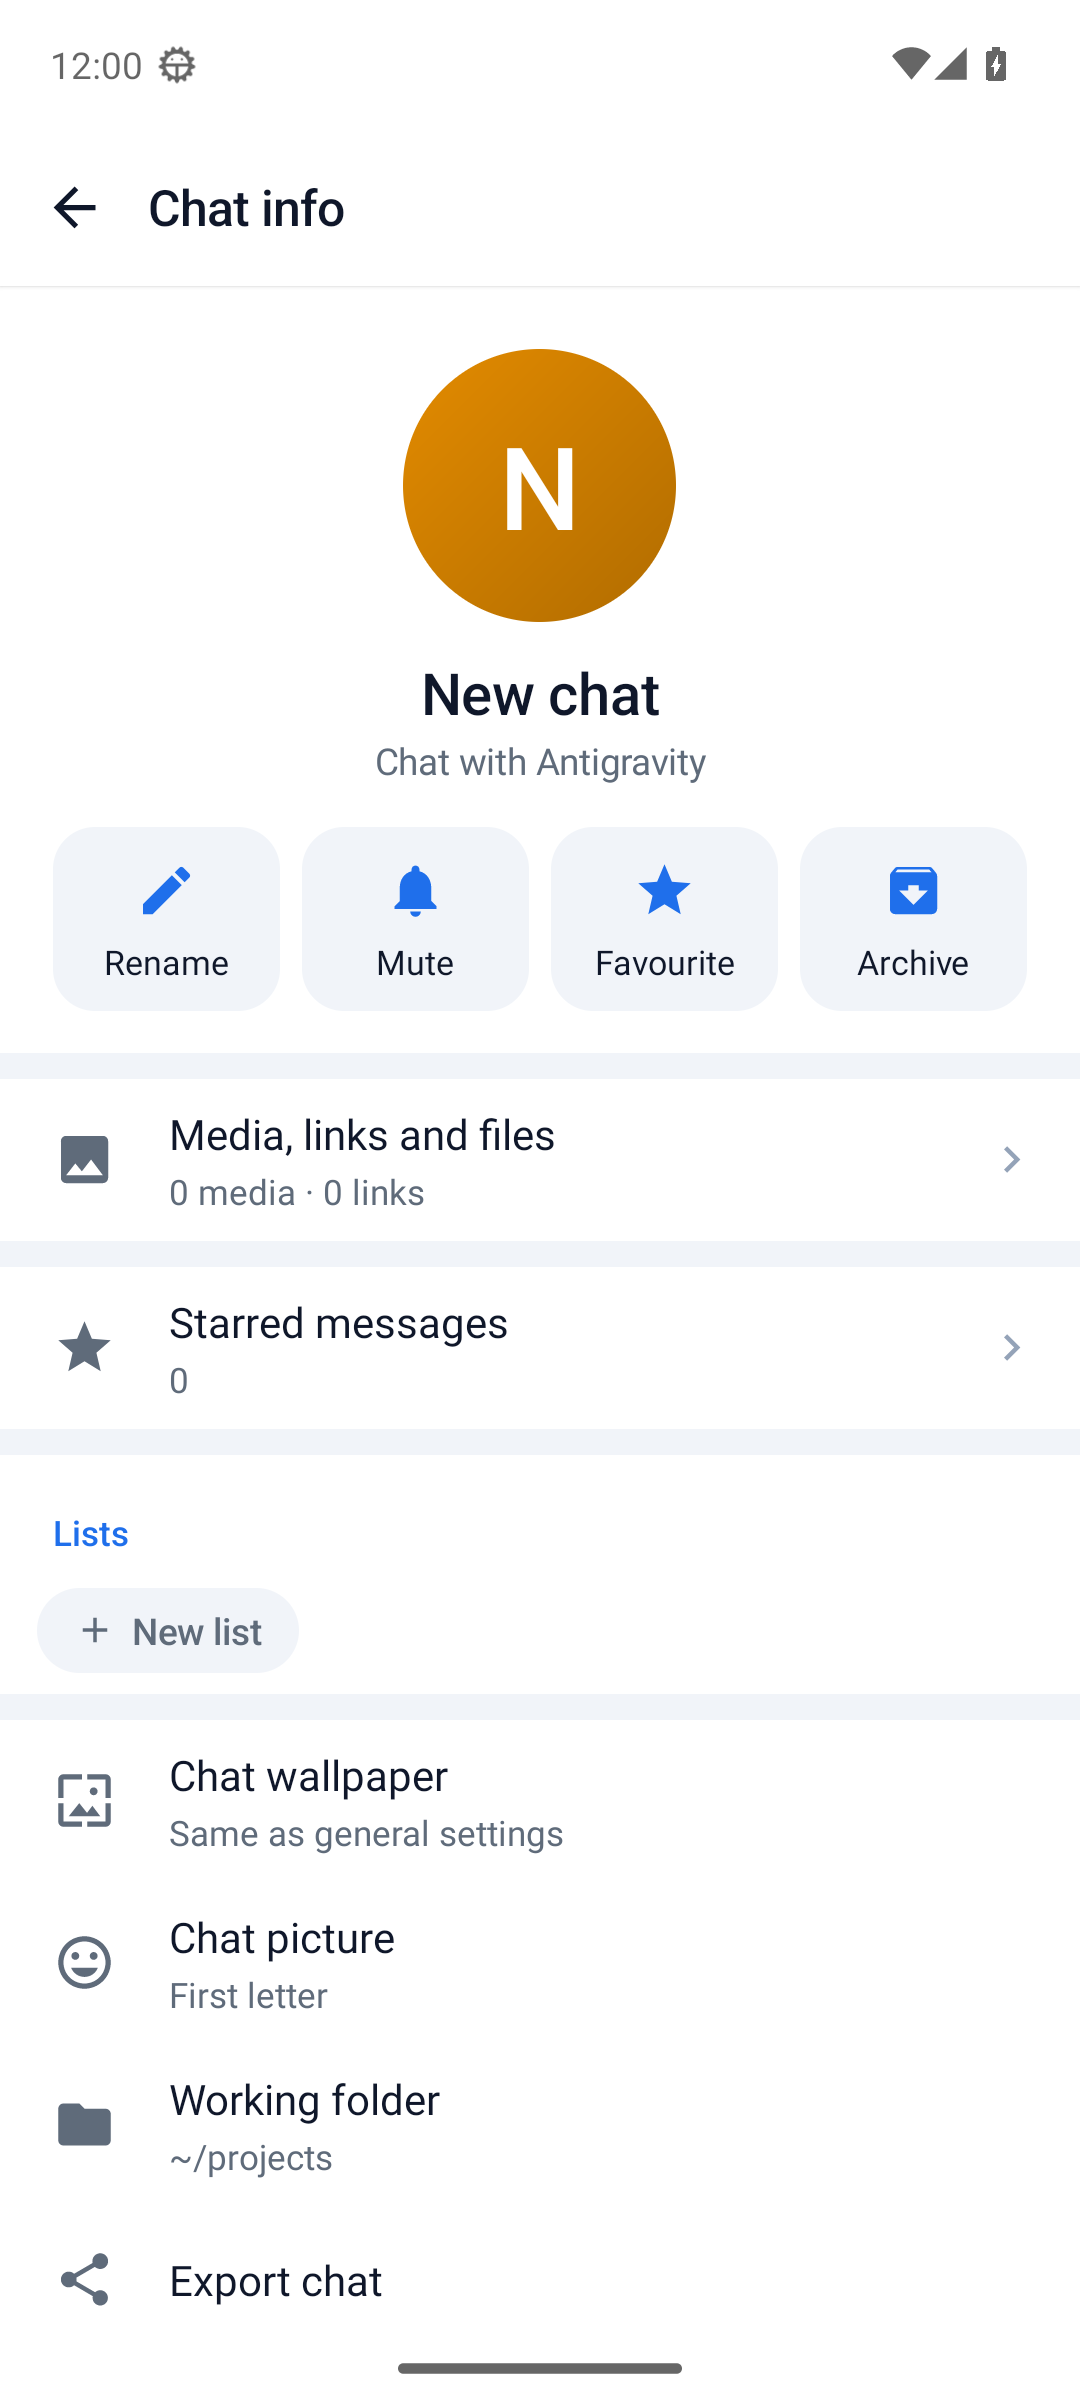 12:00
Chat info
N
New chat
Chat with Antigravity
Rename
Mute
Favourite
Archive
Media, links and files
0 media · 0 links
Starred messages
0
Lists
New list
Chat wallpaper
Same as general settings
Chat picture
First letter
Working folder
~/projects
Export chat